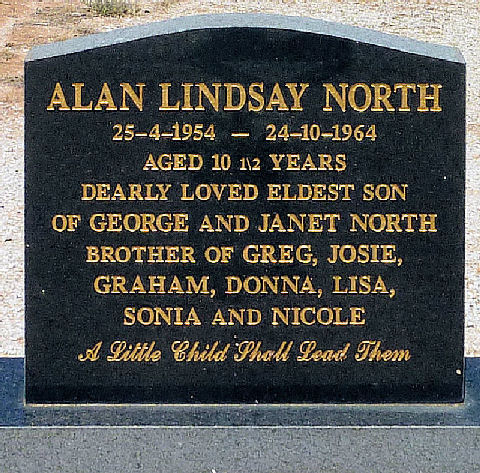 ALAN LINDSAY NORTH
25-4-1954 – 24-10-1964
AGED 10 1\2 YEARS
DEARLY LOVED ELDEST SON
OF GEORGE AND JANET NORTH
BROTHER OF GREG, JOSIE,
GRAHAM, DONNA, LISA,
SONIA AND NICOLE
A Little Child Shall Lead Them